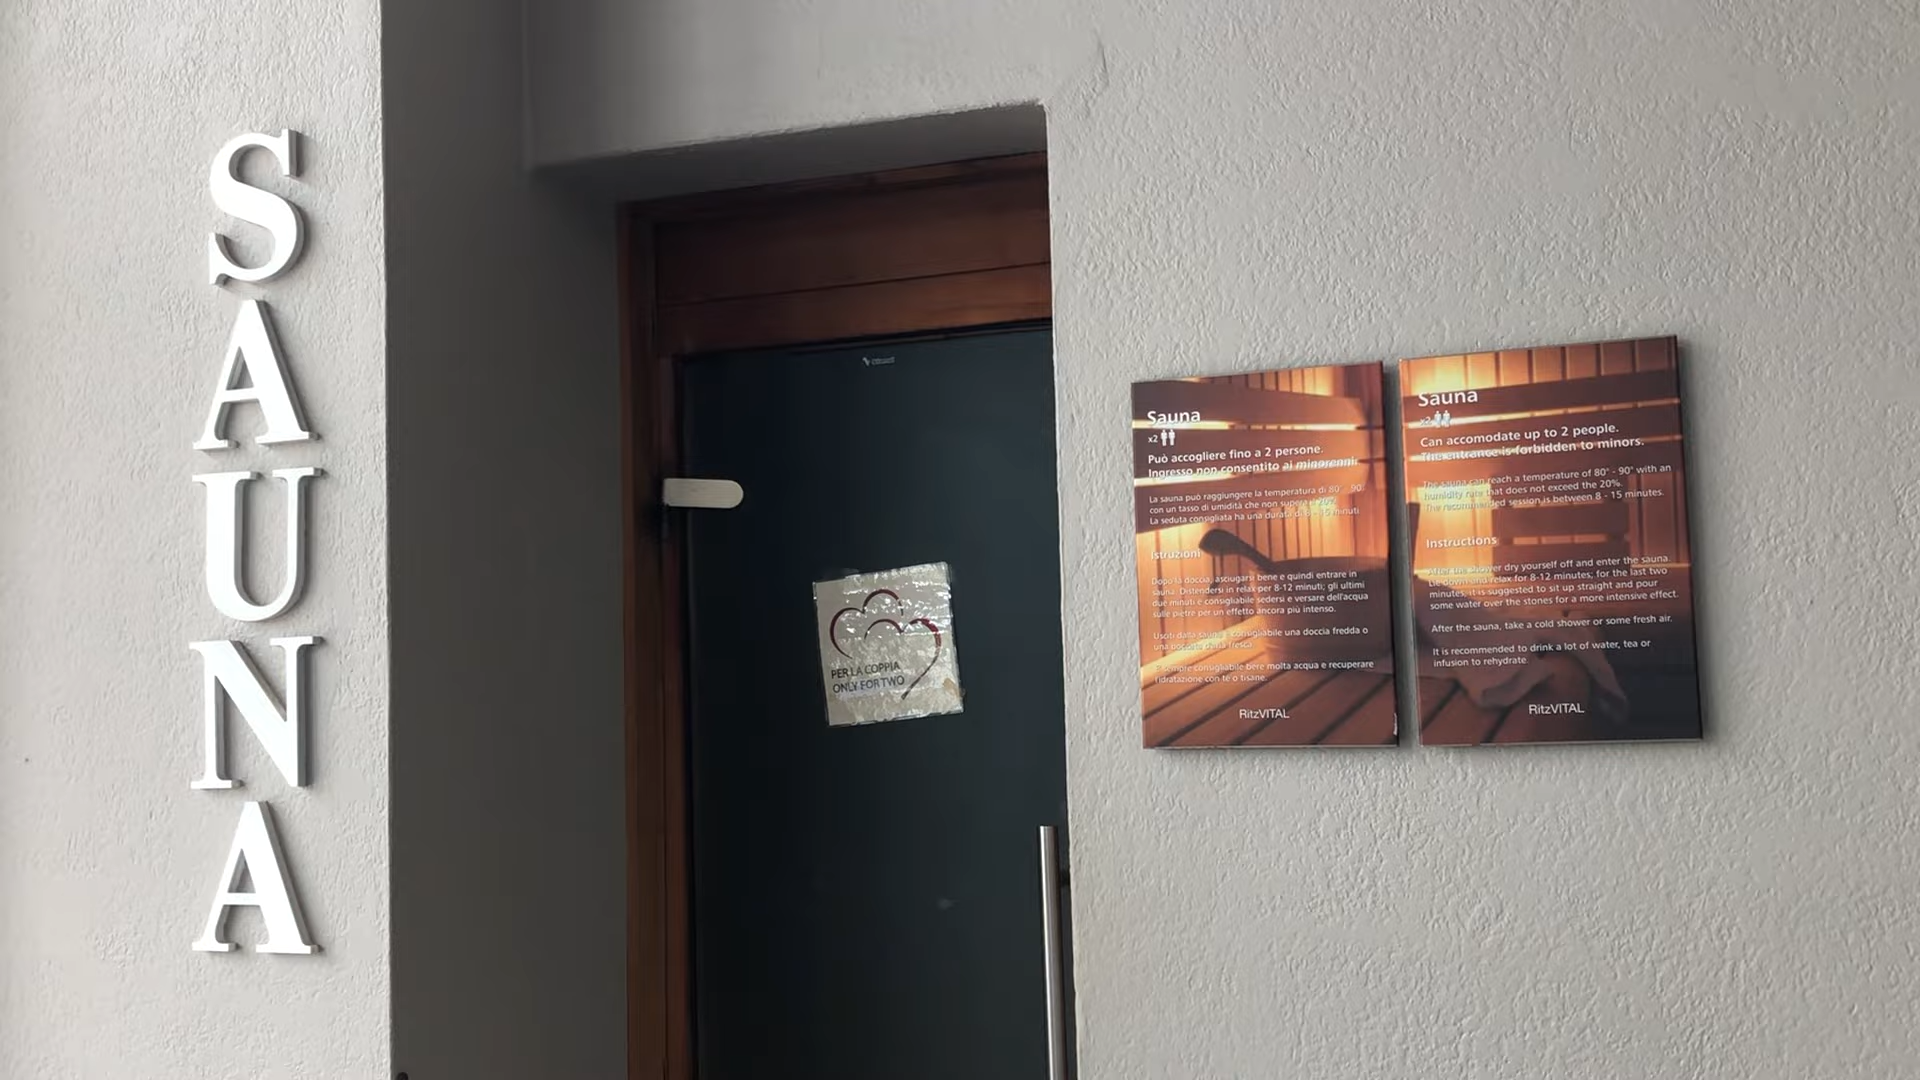 SAUNA
PER LA COPPIA
ONLY FOR TWO
Sauna
x2
Può accogliere fino a 2 persone.
Ingresso non consentito ai minorenni.
La sauna può raggiungere la temperatura di 80° - 90°
con un tasso di umidità che non supera il 20%.
La seduta consigliata ha una durata di 8 - 15 minuti
Istruzioni
Dopo la doccia, asciugarsi bene e quindi entrare in
sauna. Distendersi in relax per 8-12 minuti; gli ultimi
due minuti è consigliabile sedersi e versare dell'acqua
sulle pietre per un effetto ancora più intenso.
Usciti dalla sauna è consigliabile una doccia fredda o
una boccata d'aria fresca.
È sempre consigliabile bere molta acqua e recuperare
l'idratazione con tè o tisane.
RitzVITAL
Sauna
x2
Can accomodate up to 2 people.
The entrance is forbidden to minors.
The sauna can reach a temperature of 80° - 90° with an
humidity rate that does not exceed the 20%.
The recommended session is between 8 - 15 minutes.
Instructions
After the shower dry yourself off and enter the sauna.
Lie down and relax for 8-12 minutes; for the last two
minutes, it is suggested to sit up straight and pour
some water over the stones for a more intensive effect.
After the sauna, take a cold shower or some fresh air.
It is recommended to drink a lot of water, tea or
infusion to rehydrate.
RitzVITAL